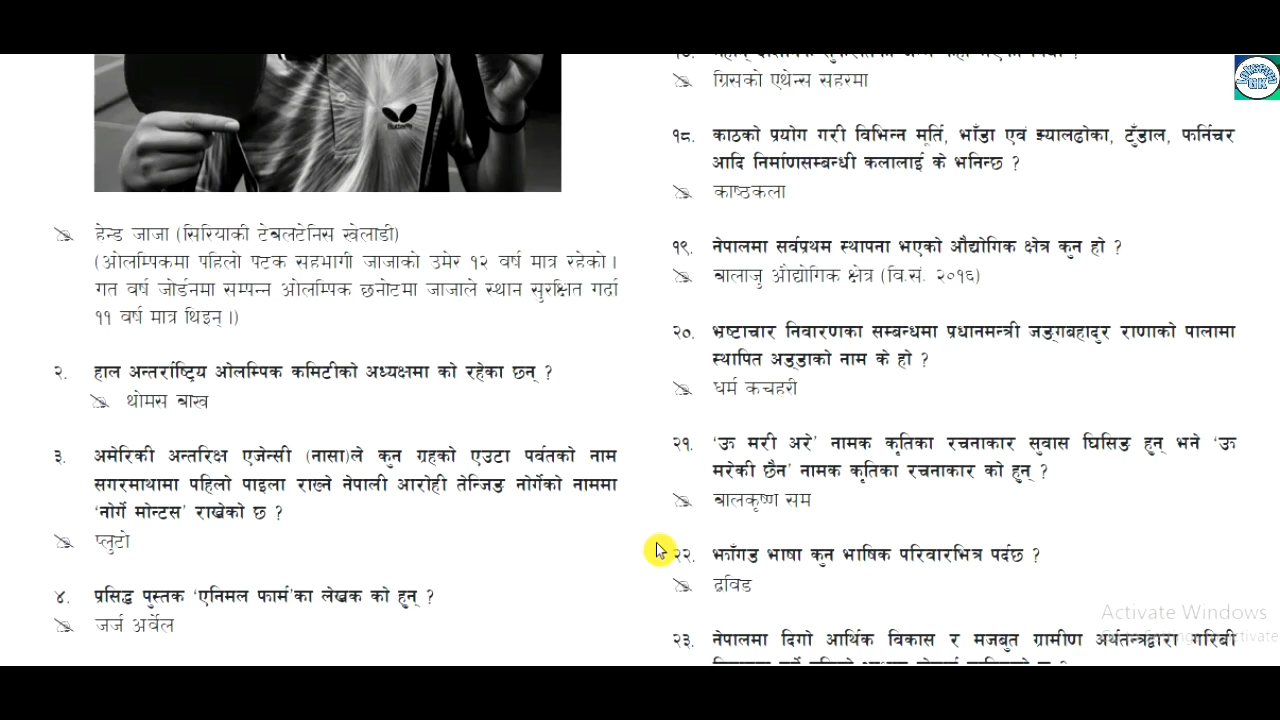 Butterfly
हेन्ड जाजा (सिरियाकी टेबलटेनिस खेलाडी)
(ओलम्पिकमा पहिलो पटक सहभागी जाजाको उमेर १२ वर्ष मात्र रहेको।
गत वर्ष जोर्डनमा सम्पन्न ओलम्पिक छनोटमा जाजाले स्थान सुरक्षित गर्दा
११ वर्ष मात्र थिइन्।)
२. हाल अन्तर्राष्ट्रिय ओलम्पिक कमिटीको अध्यक्षमा को रहेका छन् ?
थोमस बाख
३. अमेरिकी अन्तरिक्ष एजेन्सी (नासा)ले कुन ग्रहको एउटा पर्वतको नाम
सगरमाथामा पहिलो पाइला राख्ने नेपाली आरोही तेन्जिङ नोर्गेको नाममा
‘नोर्गे मोन्टस’ राखेको छ ?
प्लुटो
४. प्रसिद्ध पुस्तक ‘एनिमल फार्म’का लेखक को हुन् ?
जर्ज अर्वेल
ग्रिसको एथेन्स सहरमा
१८. काठको प्रयोग गरी विभिन्न मूर्ति, भाँडा एवं झ्यालढोका, टुँडाल, फर्निचर
आदि निर्माणसम्बन्धी कलालाई के भनिन्छ ?
काष्ठकला
१९. नेपालमा सर्वप्रथम स्थापना भएको औद्योगिक क्षेत्र कुन हो ?
बालाजु औद्योगिक क्षेत्र (वि.सं. २०१६)
२०. भ्रष्टाचार निवारणका सम्बन्धमा प्रधानमन्त्री जङ्गबहादुर राणाको पालामा
स्थापित अड्डाको नाम के हो ?
धर्म कचहरी
२१. ‘ऊ मरी अरे’ नामक कृतिका रचनाकार सुवास घिसिङ हुन् भने ‘ऊ
मरेकी छैन’ नामक कृतिका रचनाकार को हुन् ?
बालकृष्ण सम
२२. झाँगड भाषा कुन भाषिक परिवारभित्र पर्दछ ?
द्रविड
२३. नेपालमा दिगो आर्थिक विकास र मजबुत ग्रामीण अर्थतन्त्रद्वारा गरिबी
Activate Windows
GK